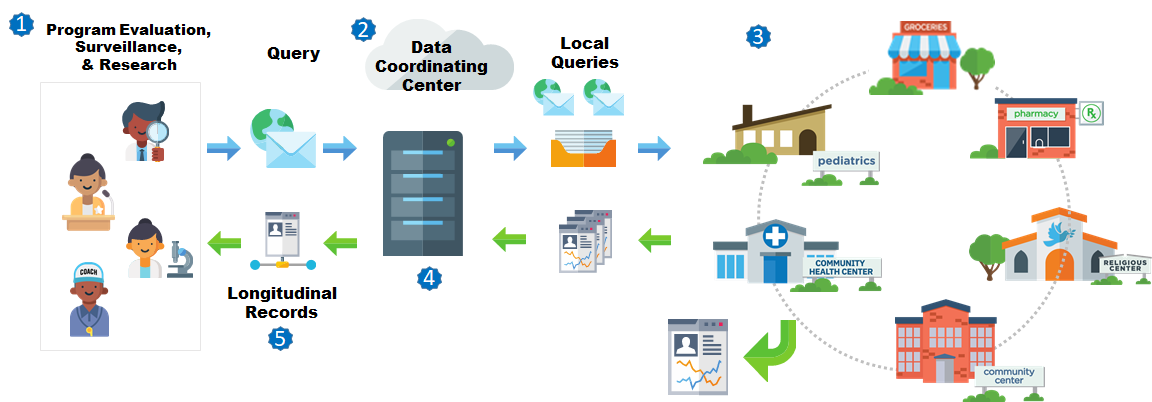 1
Program Evaluation,
Surveillance,
& Research
COACH
Query
2
Data
Coordinating
Center
Local
Queries
3
GROCERIES
pharmacy
Rx
pediatrics
COMMUNITY
HEALTH CENTER
RELIGIOUS
CENTER
community
center
4
Longitudinal
Records
5